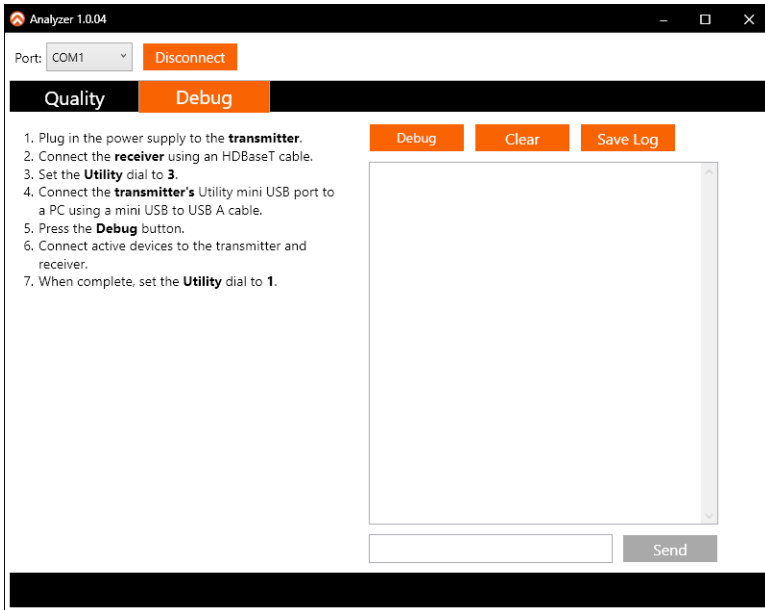 Analyzer 1.0.04
Port: COM1 Disconnect
Quality Debug
1. Plug in the power supply to the transmitter.
2. Connect the receiver using an HDBaseT cable.
3. Set the Utility dial to 3.
4. Connect the transmitter's Utility mini USB port to
a PC using a mini USB to USB A cable.
5. Press the Debug button.
6. Connect active devices to the transmitter and
receiver.
7. When complete, set the Utility dial to 1.
Debug Clear Save Log
Send